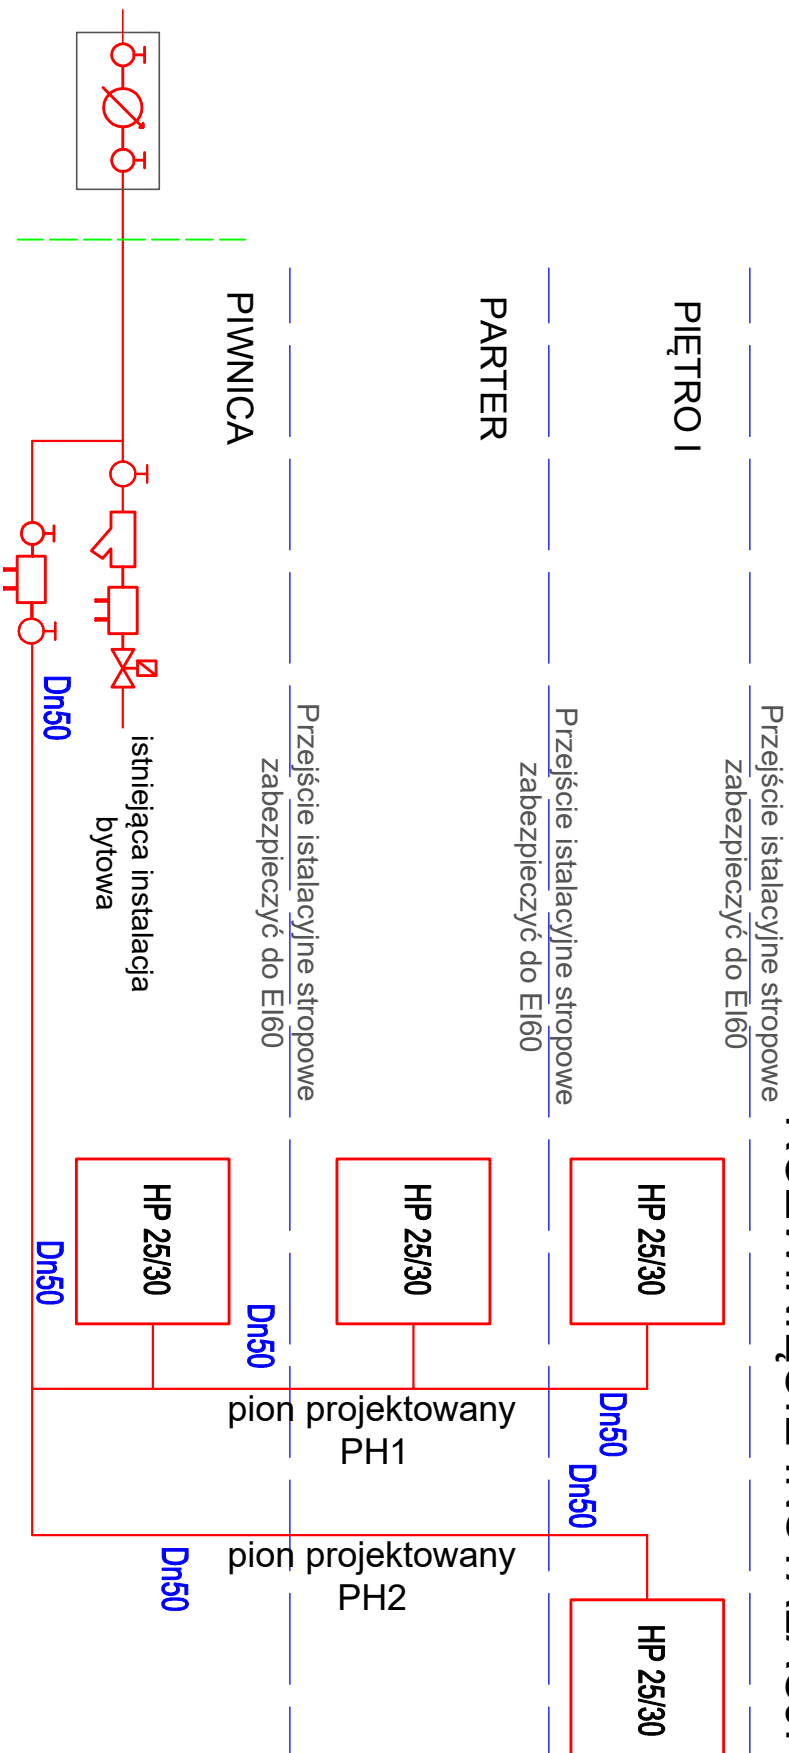 PIĘTRO I
PARTER
PIWNICA
Przejście istalacyjne stropowe
zabezpieczyć do EI60
Przejście istalacyjne stropowe
zabezpieczyć do EI60
Przejście istalacyjne stropowe
zabezpieczyć do EI60
Dn50
istniejąca instalacja
bytowa
HP 25/30
HP 25/30
HP 25/30
Dn50
Dn50
Dn50
pion projektowany
PH1
Dn50
pion projektowany
PH2
Dn50
HP 25/30